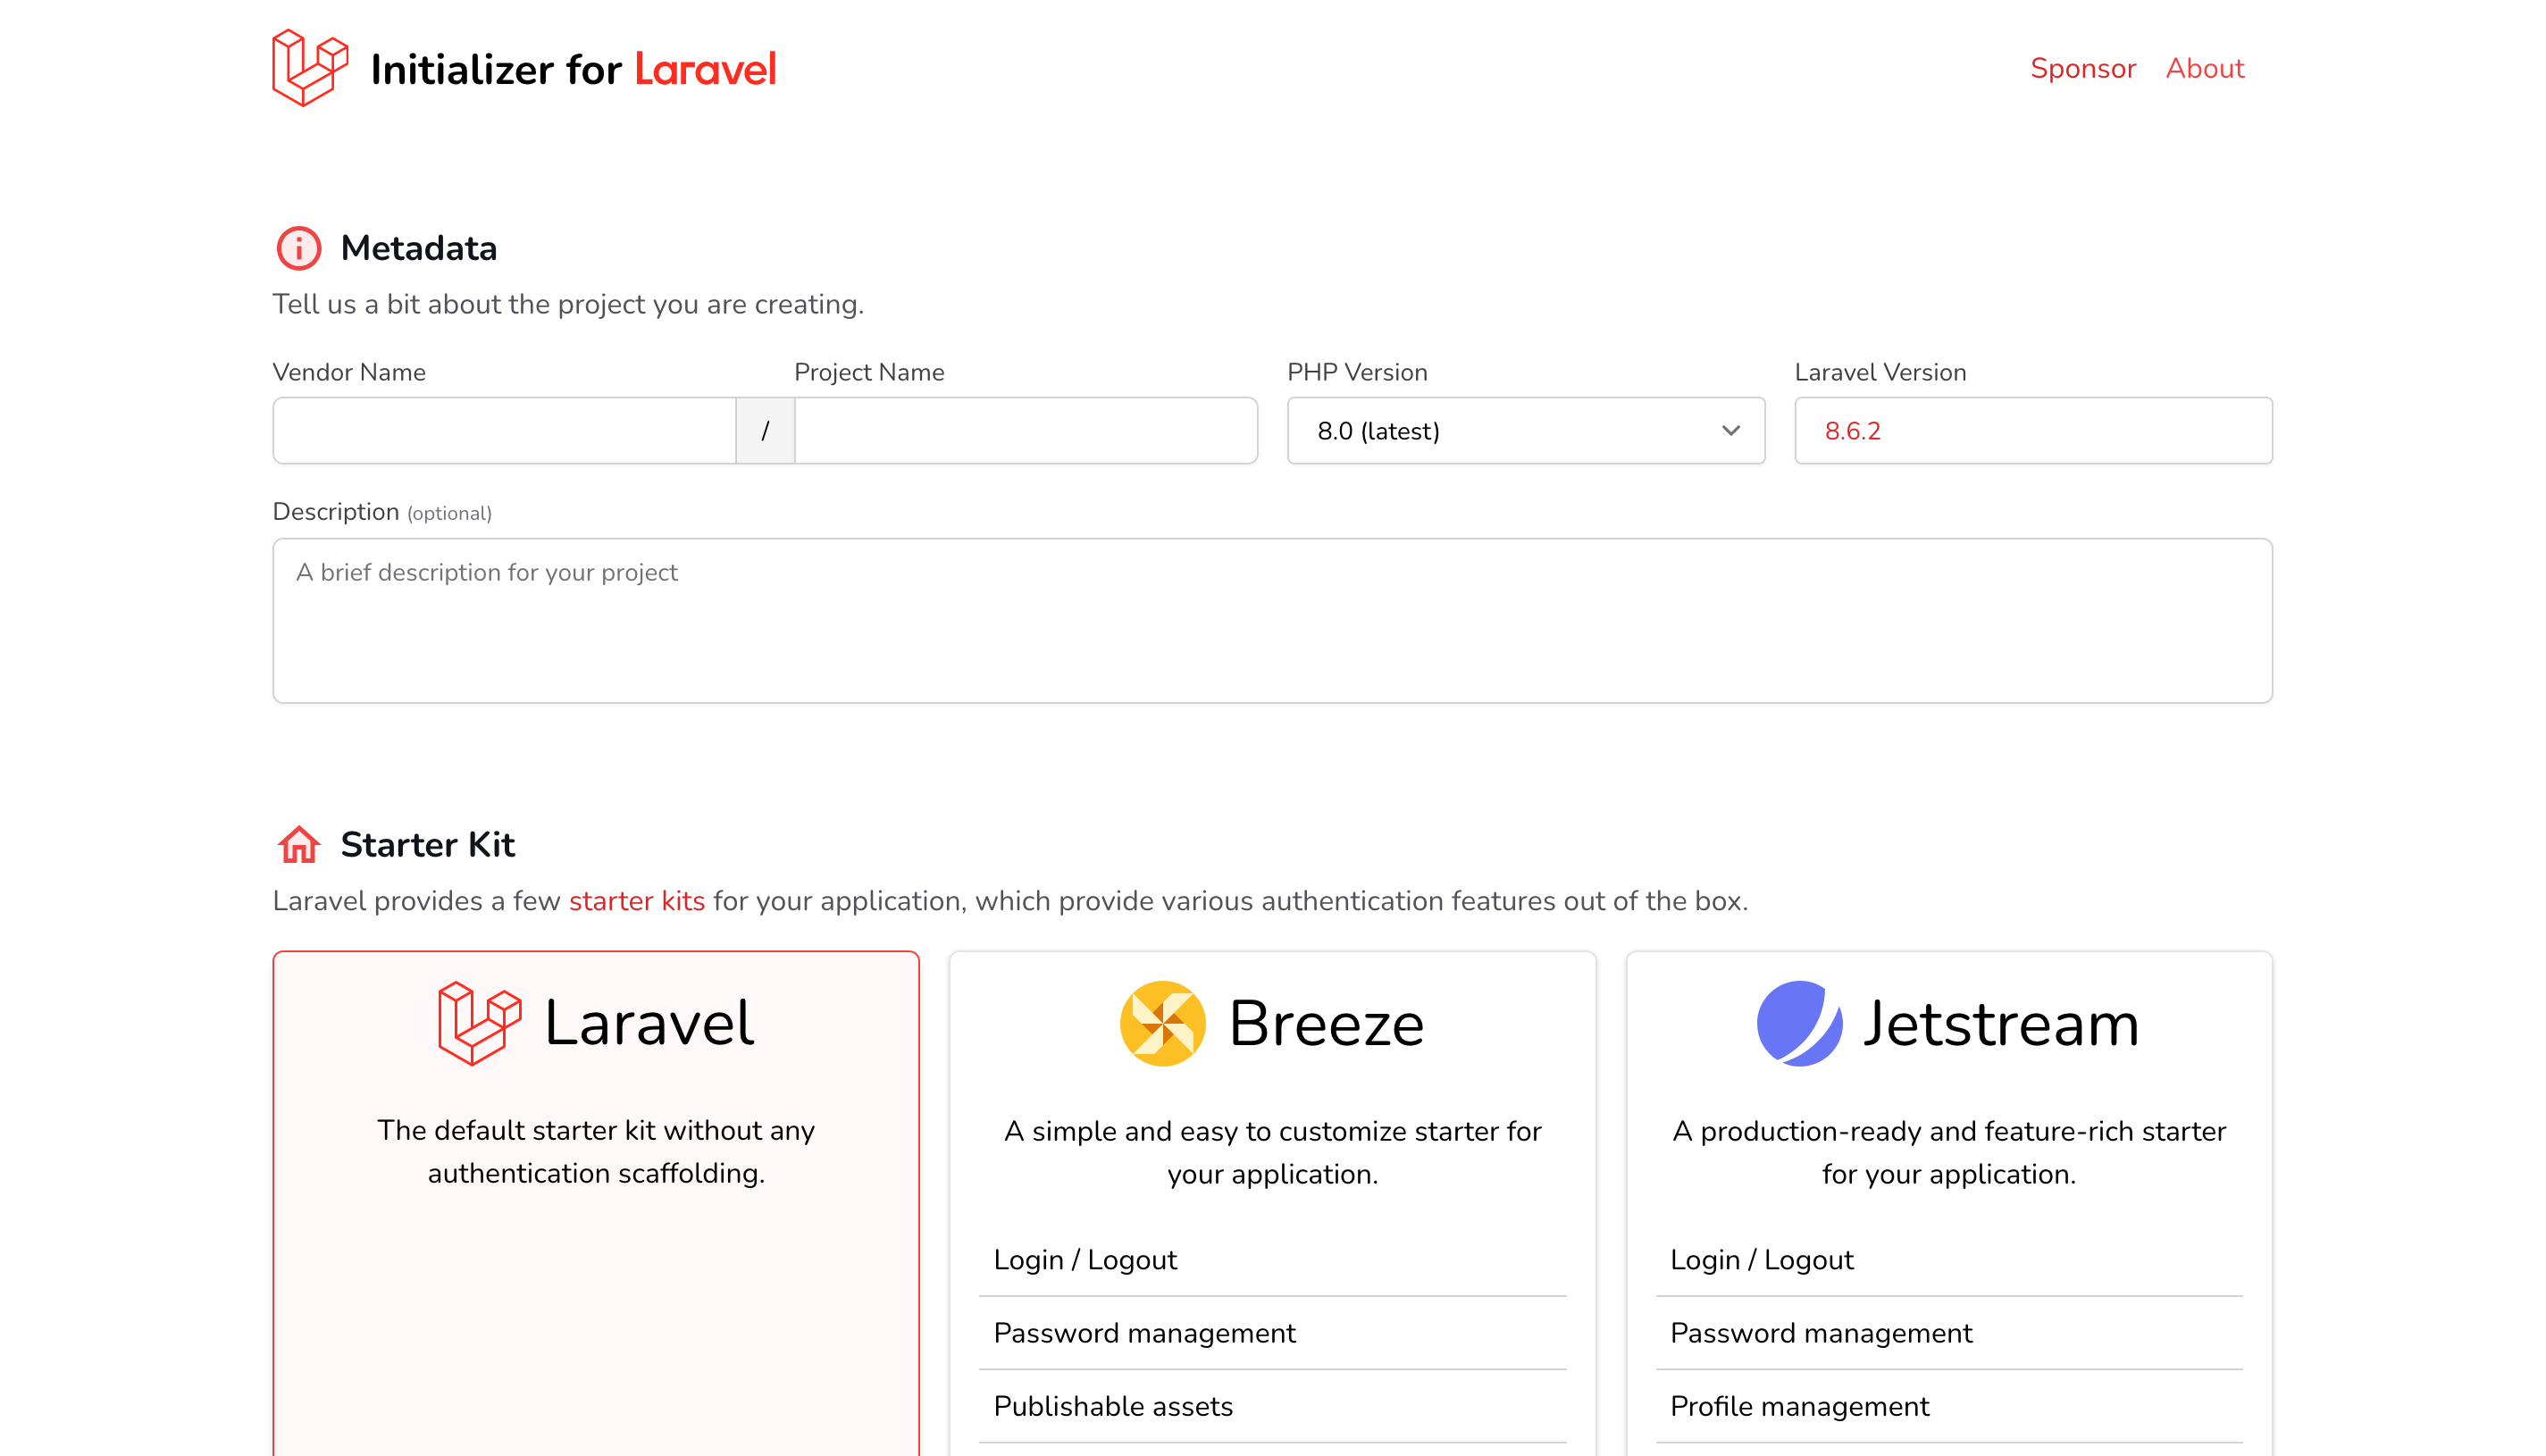 Initializer for Laravel
Sponsor About
Metadata
Tell us a bit about the project you are creating.
Vendor Name Project Name PHP Version Laravel Version
/ 8.0 (latest) 8.6.2
Description (optional)
A brief description for your project
Starter Kit
Laravel provides a few starter kits for your application, which provide various authentication features out of the box.
Laravel
The default starter kit without any
authentication scaffolding.
Breeze
A simple and easy to customize starter for
your application.
Login / Logout
Password management
Publishable assets
Jetstream
A production-ready and feature-rich starter
for your application.
Login / Logout
Password management
Profile management